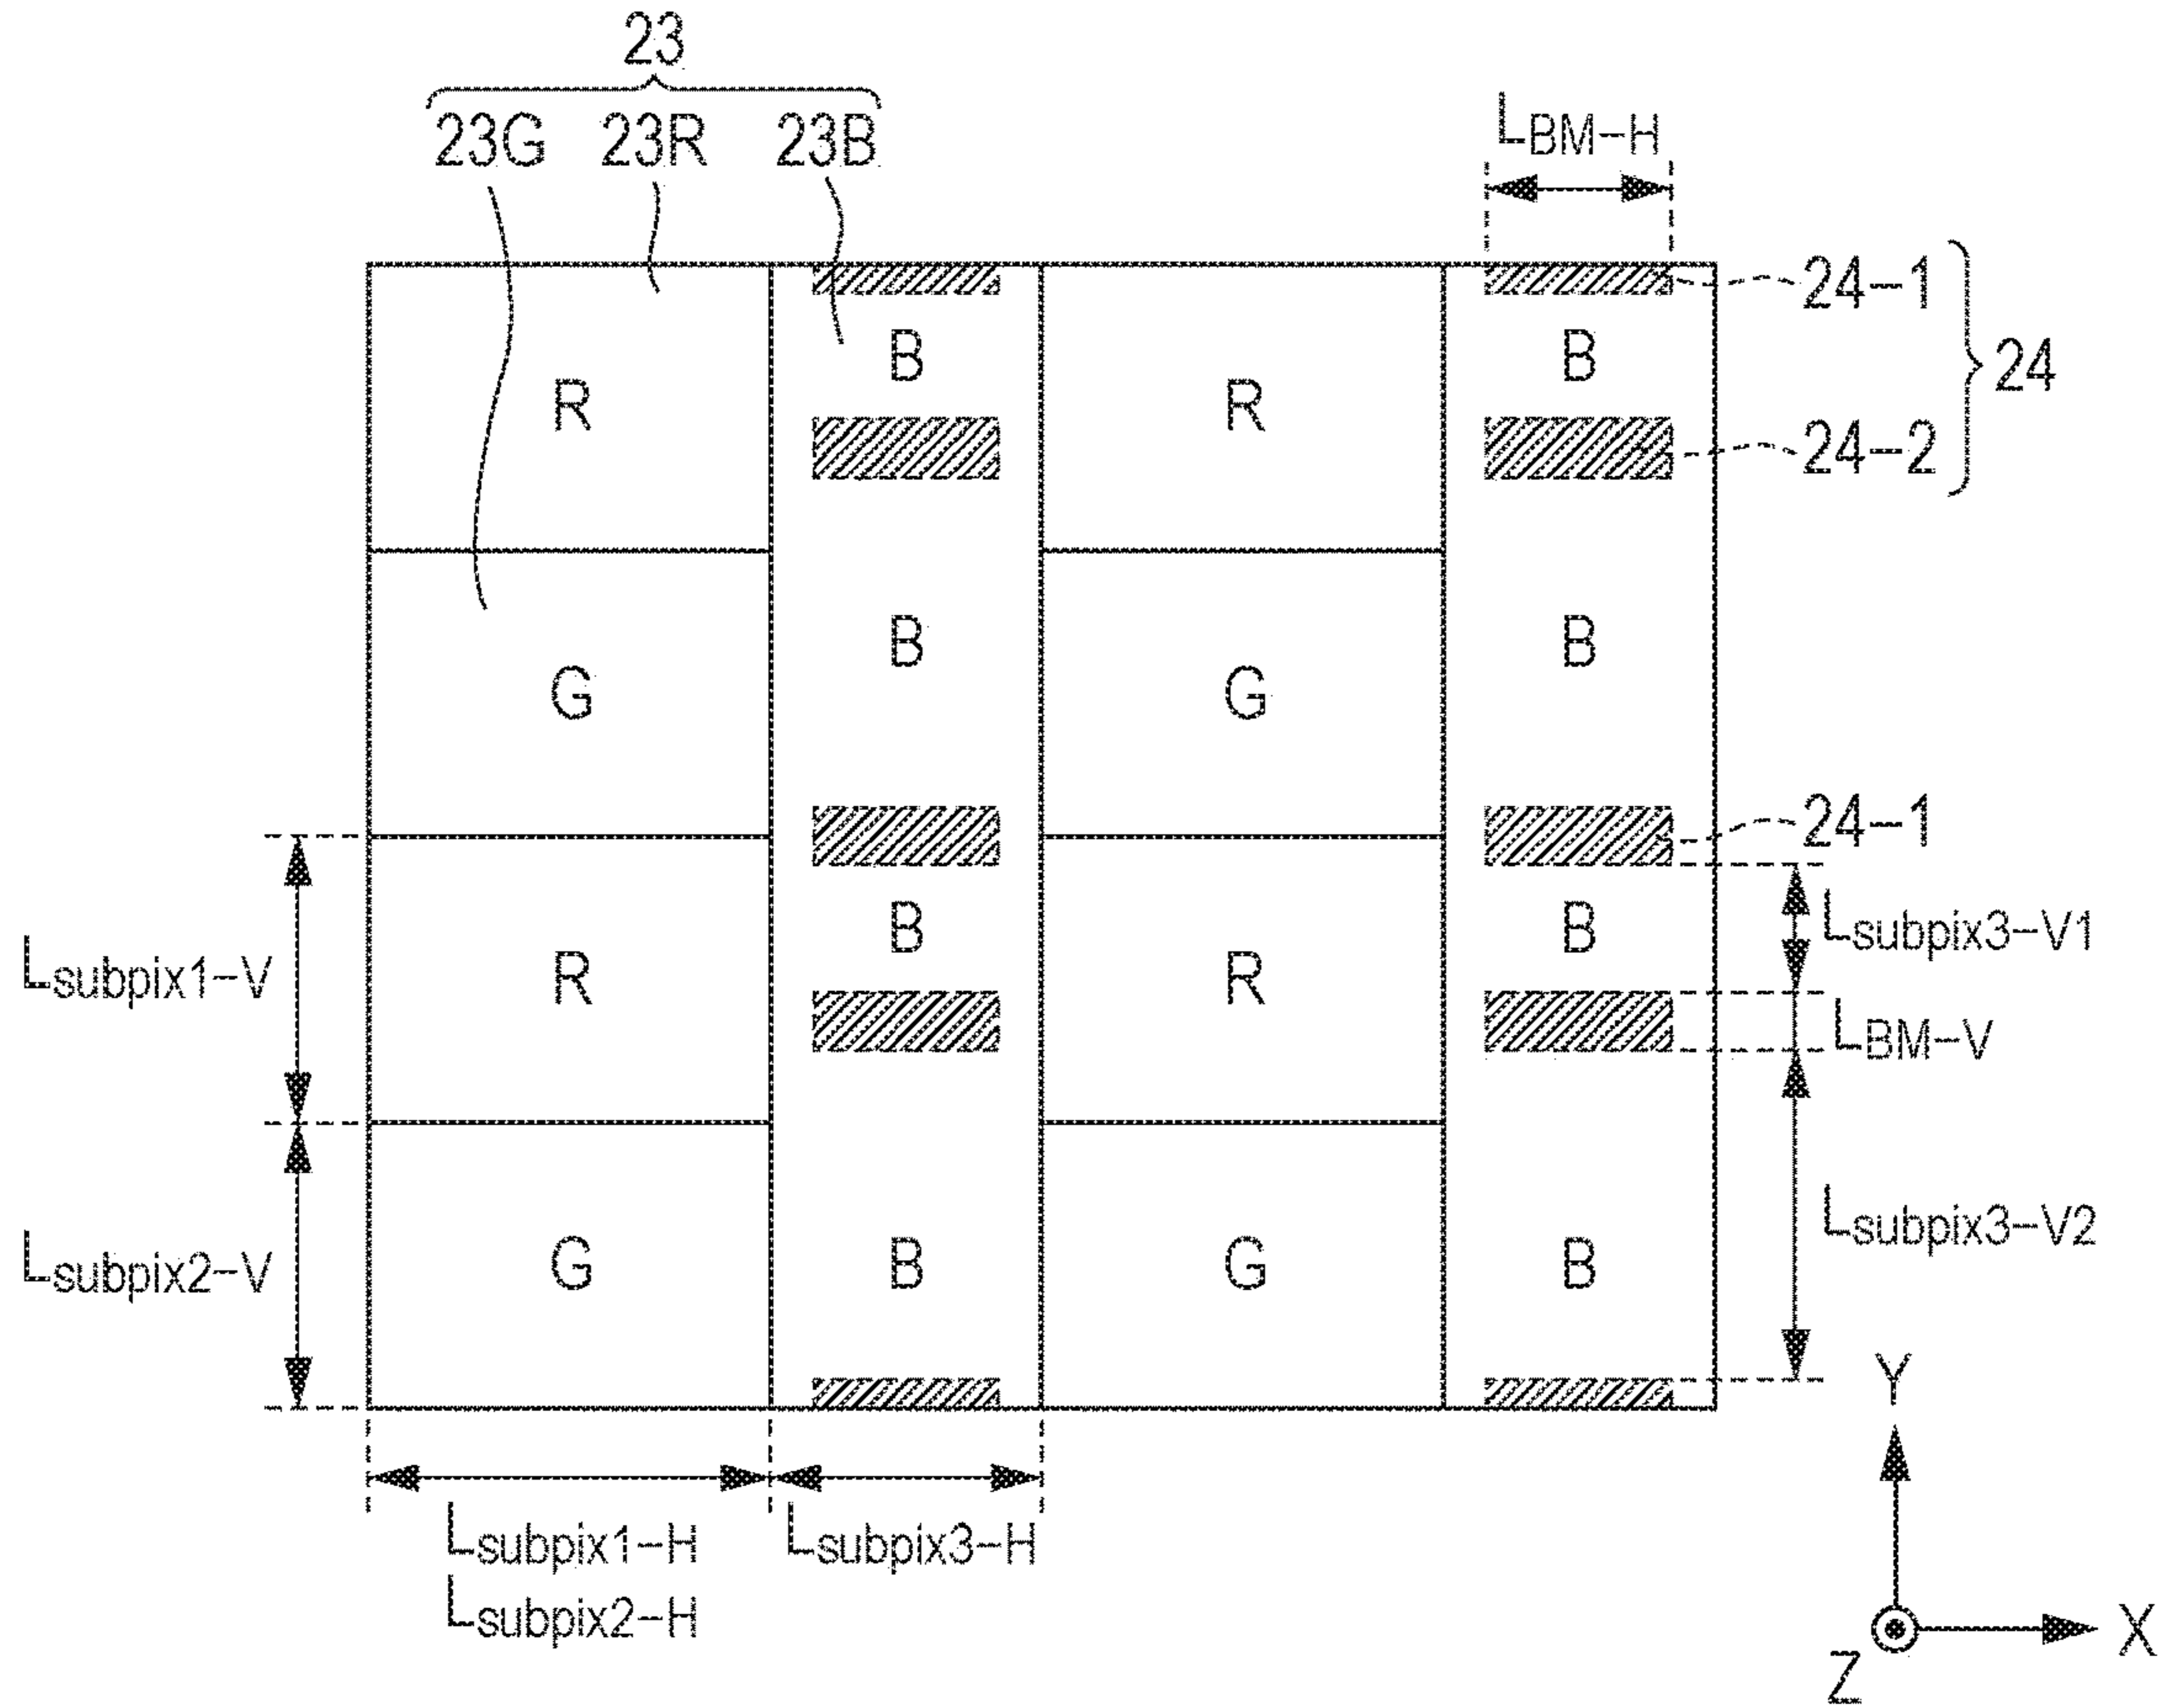 23
23G 23R 23B
LBM-H
24-1
24
24-2
R B R B
G B G B
24-1
R B R B
G B G B
Lsubpix1-V
Lsubpix2-V
Lsubpix3-V1
LBM-V
Lsubpix3-V2
Lsubpix1-H
Lsubpix2-H
Lsubpix3-H
Y
X
Z